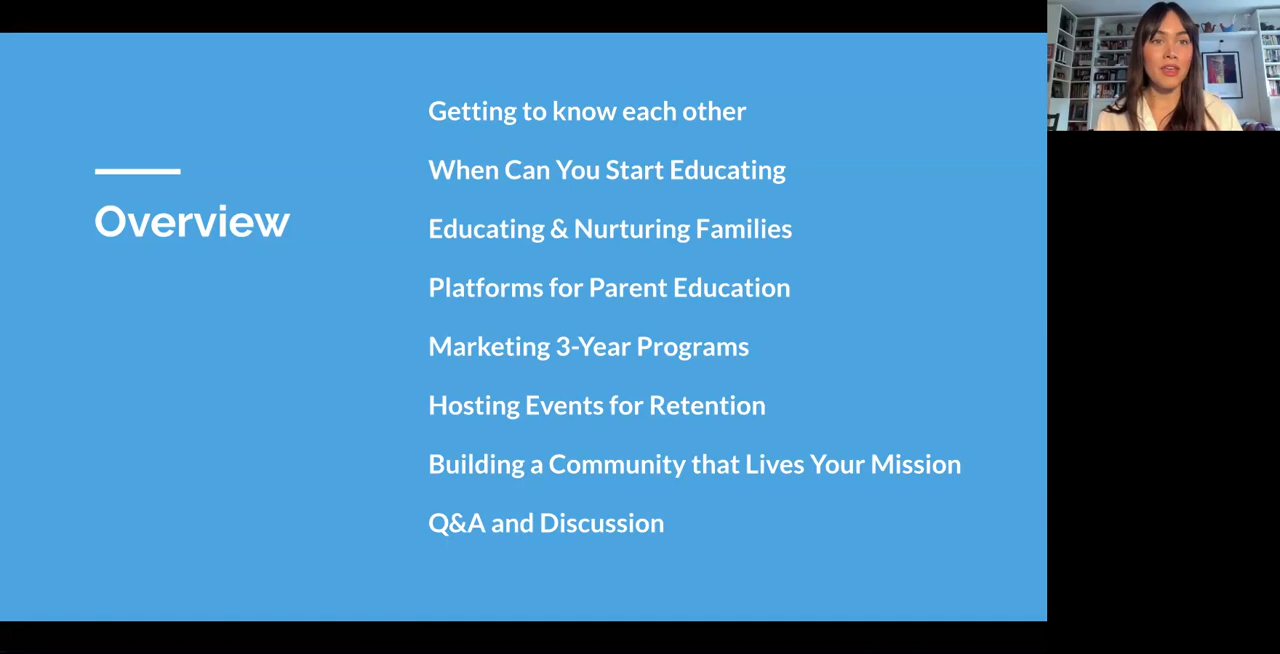 Overview
Getting to know each other
When Can You Start Educating
Educating & Nurturing Families
Platforms for Parent Education
Marketing 3-Year Programs
Hosting Events for Retention
Building a Community that Lives Your Mission
Q&A and Discussion